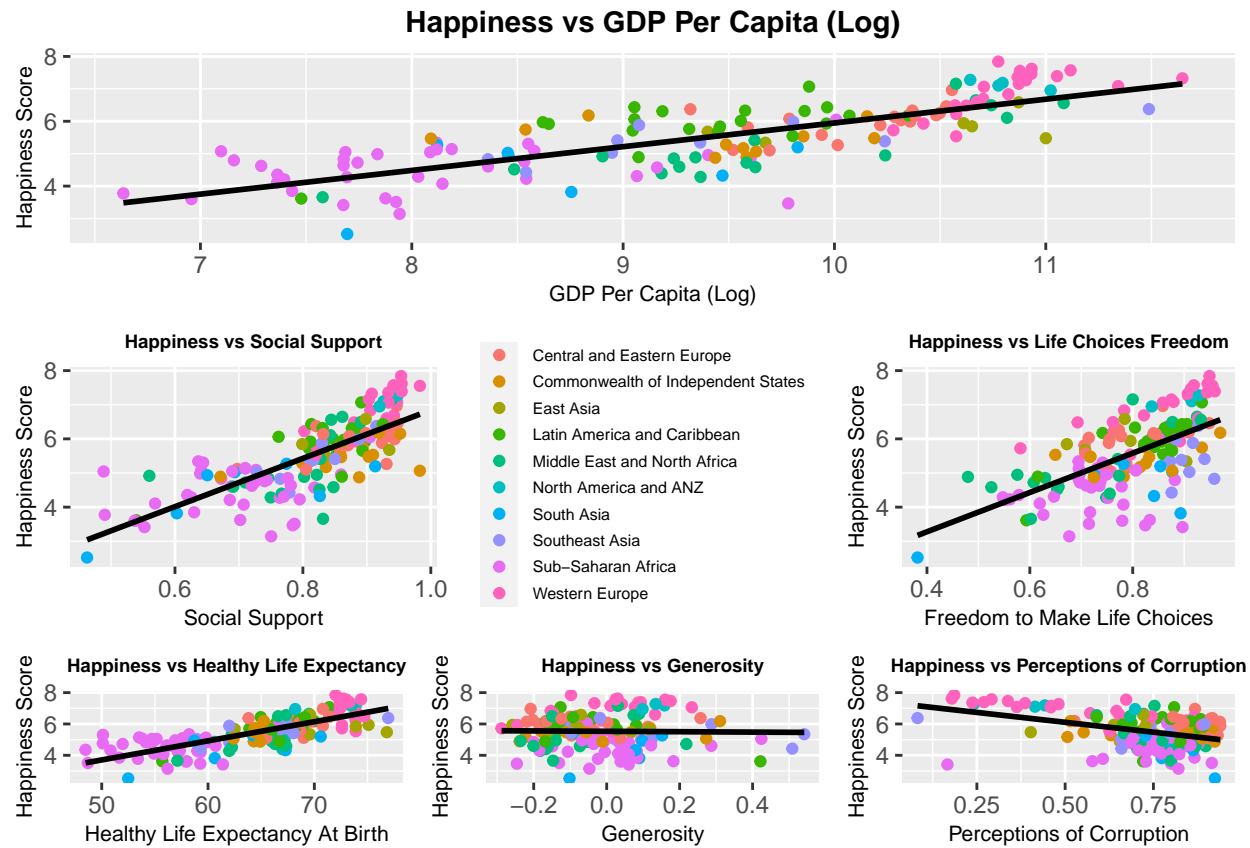 Happiness vs GDP Per Capita (Log)
Happiness Score
8
6
4
7 8 9 10 11
GDP Per Capita (Log)
Happiness vs Social Support
Happiness Score
8
6
4
0.6 0.8 1.0
Social Support
Central and Eastern Europe
Commonwealth of Independent States
East Asia
Latin America and Caribbean
Middle East and North Africa
North America and ANZ
South Asia
Southeast Asia
Sub−Saharan Africa
Western Europe
Happiness vs Life Choices Freedom
Happiness Score
8
6
4
0.4 0.6 0.8
Freedom to Make Life Choices
Happiness vs Healthy Life Expectancy
Happiness Score
8
6
4
50 60 70
Healthy Life Expectancy At Birth
Happiness vs Generosity
Happiness Score
8
6
4
−0.2 0.0 0.2 0.4
Generosity
Happiness vs Perceptions of Corruption
Happiness Score
8
6
4
0.25 0.50 0.75
Perceptions of Corruption